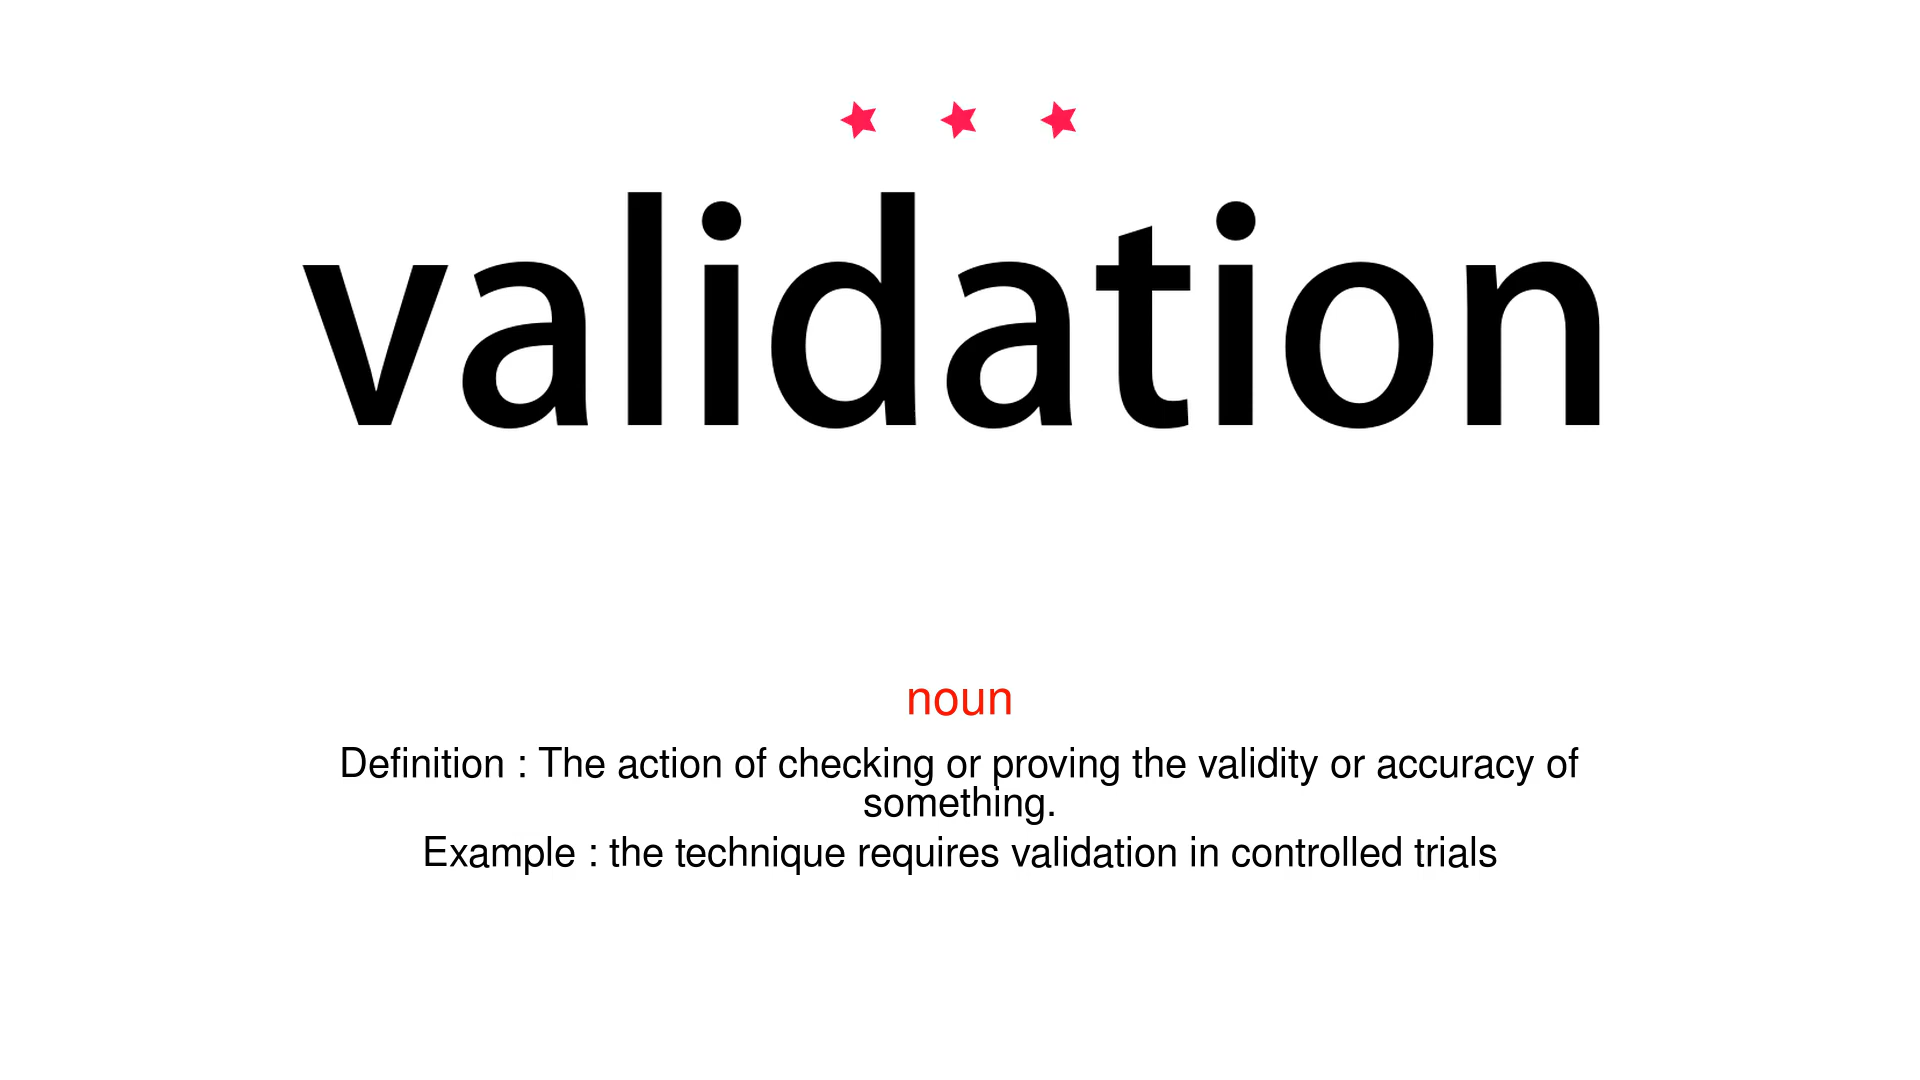 validation
noun
Definition : The action of checking or proving the validity or accuracy of
something.
Example : the technique requires validation in controlled trials